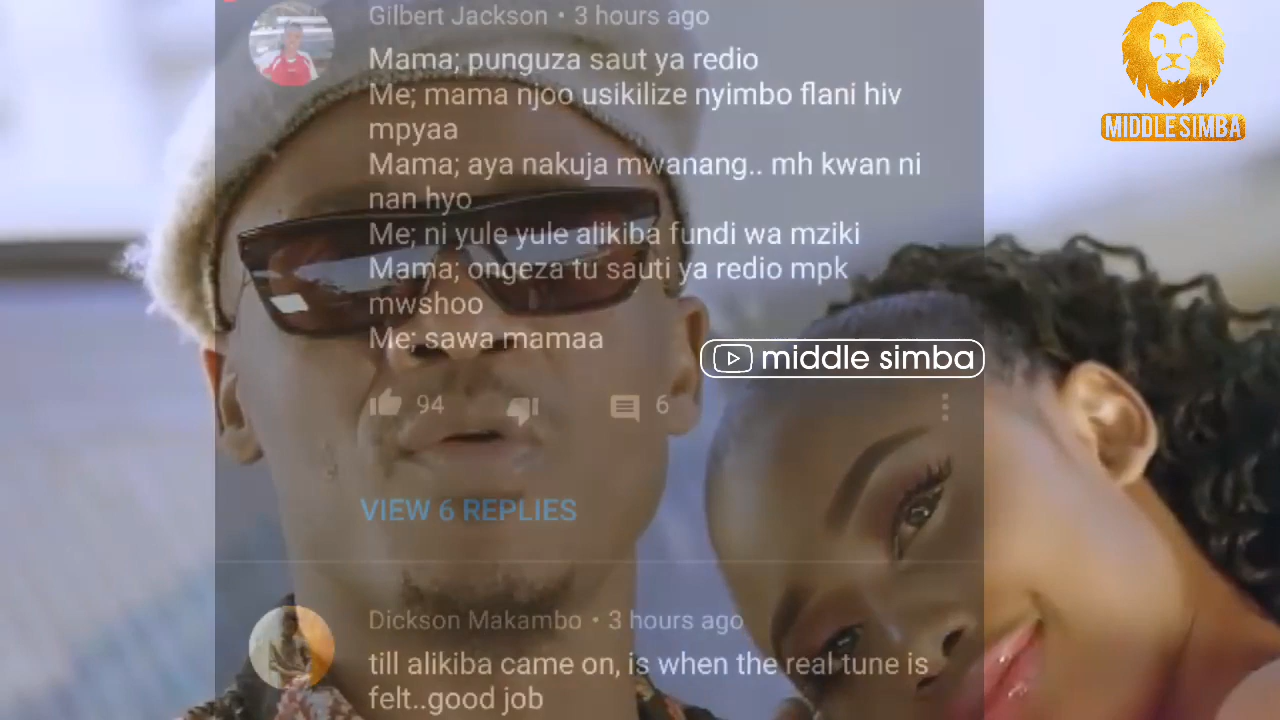 Gilbert Jackson • 3 hours ago
Mama; punguza saut ya redio
Me; mama njoo usikilize nyimbo flani hiv
mpyaa
Mama; aya nakuja mwanang.. mh kwan ni
nan hyo
Me; ni yule yule alikiba fundi wa mziki
Mama; ongeza tu sauti ya redio mpk
mwshoo
Me; sawa mamaa
94
6
VIEW 6 REPLIES
Dickson Makambo • 3 hours ago
till alikiba came on, is when the real tune is
felt..good job
MIDDLE SIMBA
middle simba